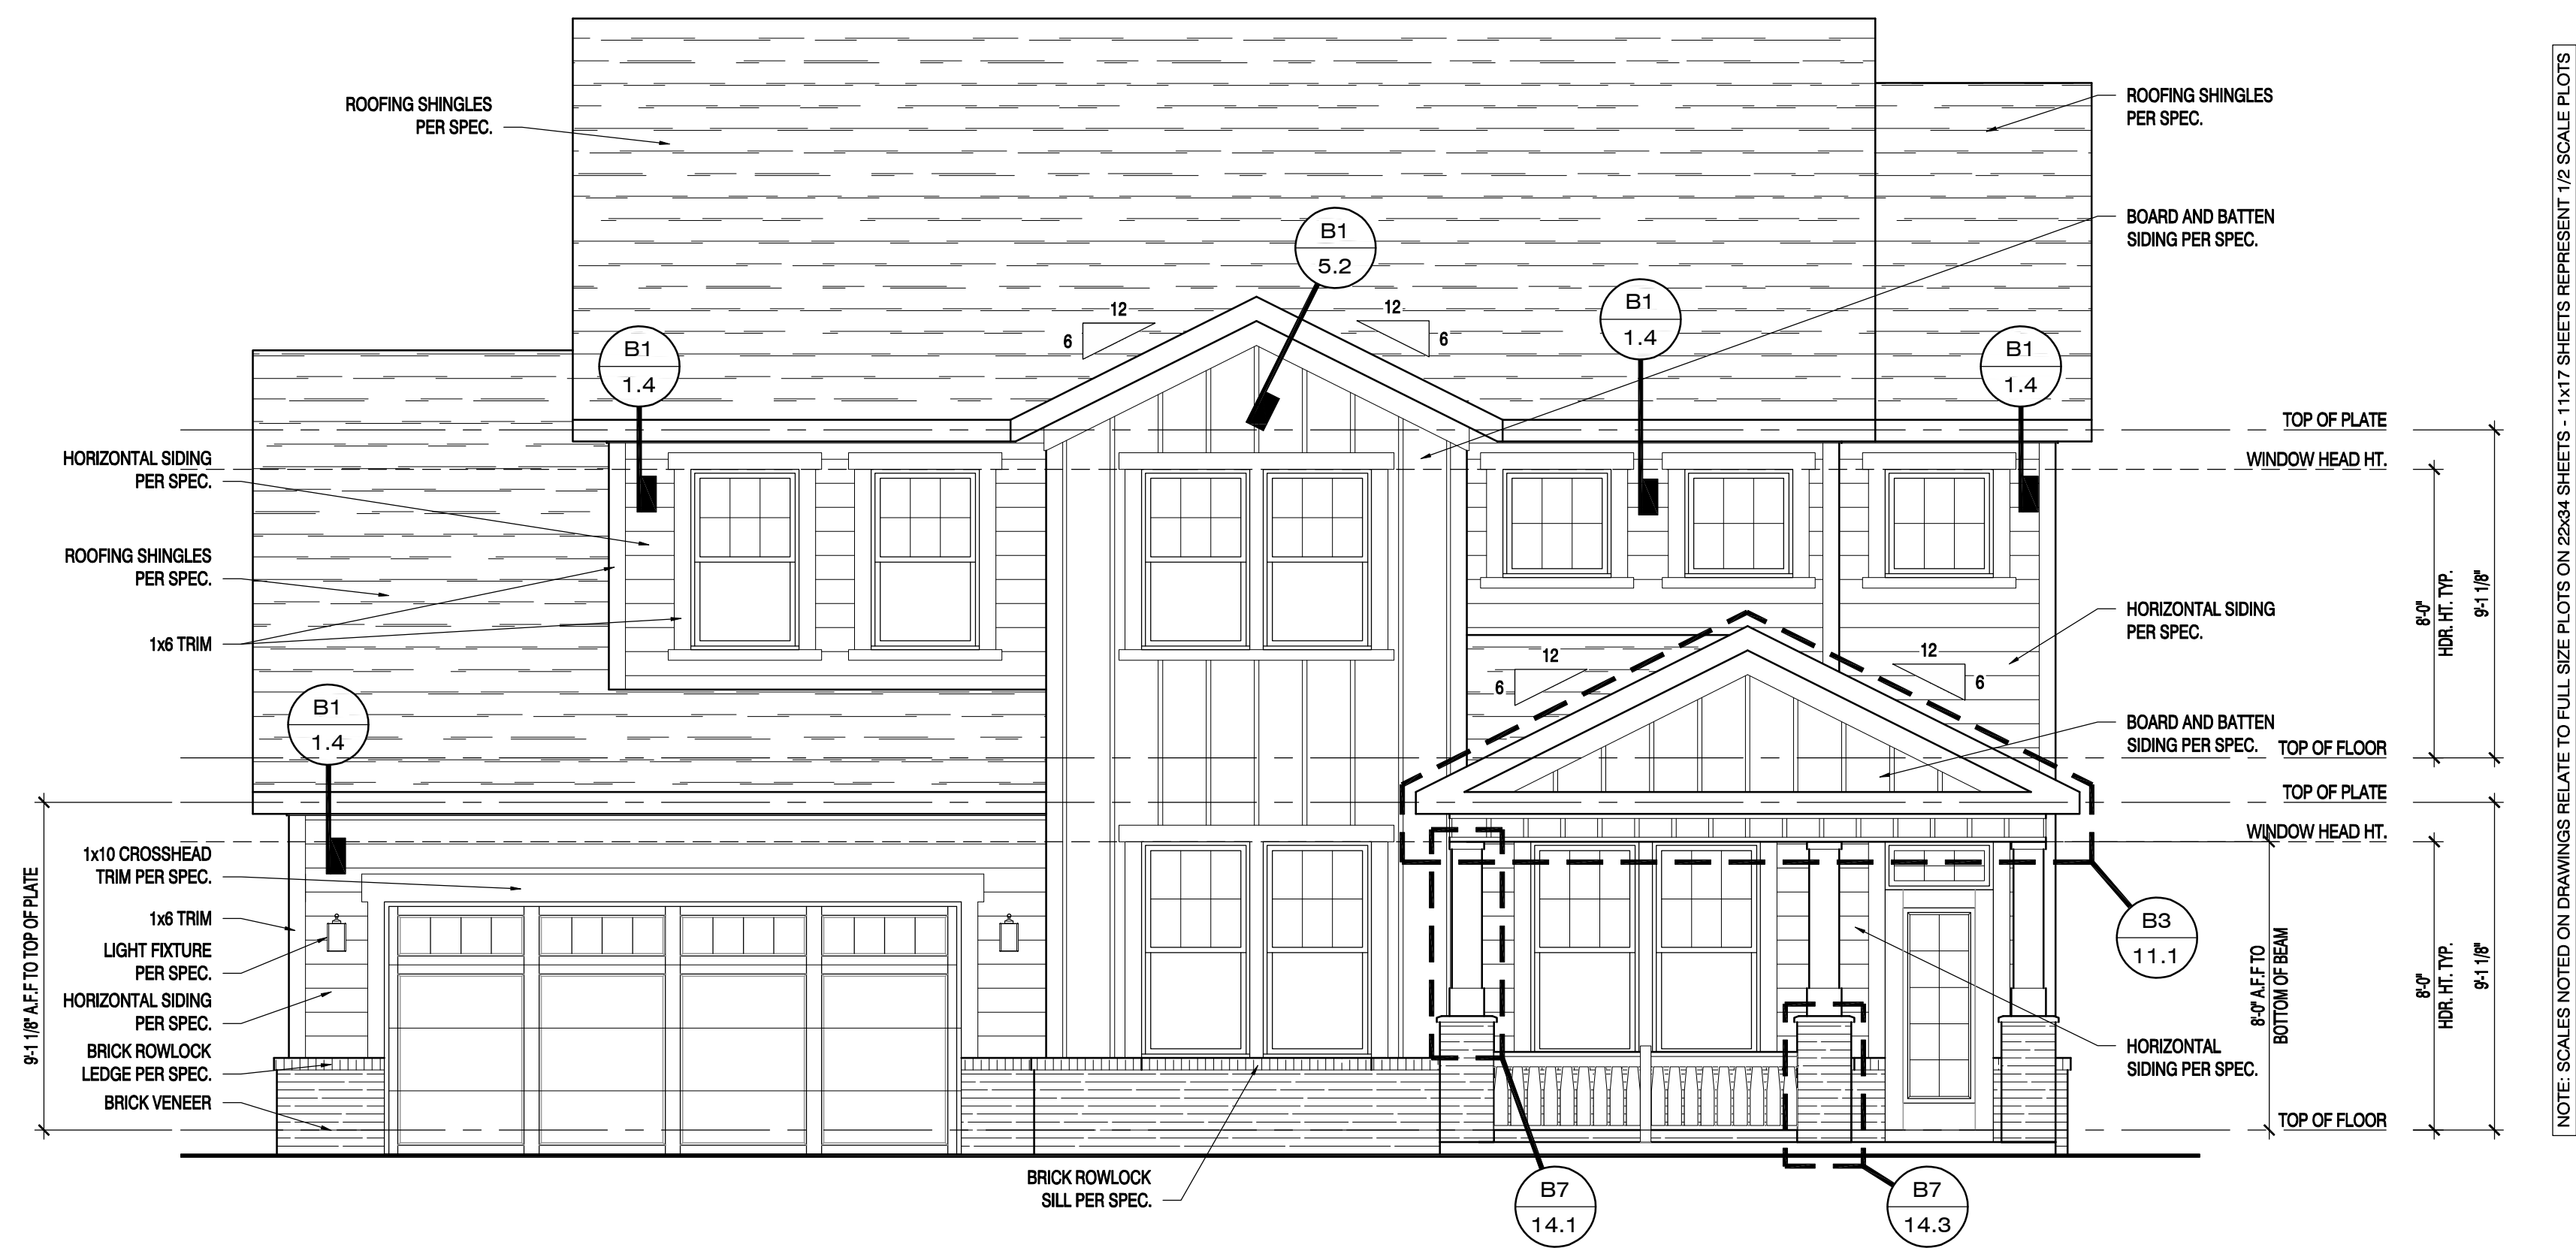 ROOFING SHINGLES
PER SPEC.
HORIZONTAL SIDING
PER SPEC.
ROOFING SHINGLES
PER SPEC.
1x6 TRIM
9'-1 1/8" A.F.F TO TOP OF PLATE
1x10 CROSSHEAD
TRIM PER SPEC.
1x6 TRIM
LIGHT FIXTURE
PER SPEC.
HORIZONTAL SIDING
PER SPEC.
BRICK ROWLOCK
LEDGE PER SPEC.
BRICK VENEER
B1
1.4
B1
1.4
B1
5.2
12
6
12
6
B1
1.4
B1
1.4
12
6
12
6
BRICK ROWLOCK
SILL PER SPEC.
B7
14.1
B7
14.3
B3
11.1
ROOFING SHINGLES
PER SPEC.
BOARD AND BATTEN
SIDING PER SPEC.
TOP OF PLATE
WINDOW HEAD HT.
8'-0"
HDR. HT. TYP.
9'-1 1/8"
HORIZONTAL SIDING
PER SPEC.
BOARD AND BATTEN
SIDING PER SPEC.
TOP OF FLOOR
TOP OF PLATE
WINDOW HEAD HT.
8'-0" A.F.F TO
BOTTOM OF BEAM
8'-0"
HDR. HT. TYP.
9'-1 1/8"
HORIZONTAL
SIDING PER SPEC.
TOP OF FLOOR
NOTE: SCALES NOTED ON DRAWINGS RELATE TO FULL SIZE PLOTS ON 22x34 SHEETS - 11x17 SHEETS REPRESENT 1/2 SCALE PLOTS